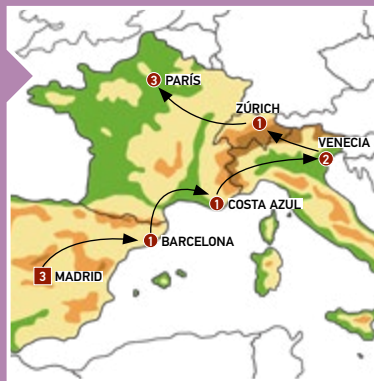 3 PARÍS
ZÚRICH
1
VENECIA
2
1 COSTA AZUL
1 BARCELONA
3 MADRID